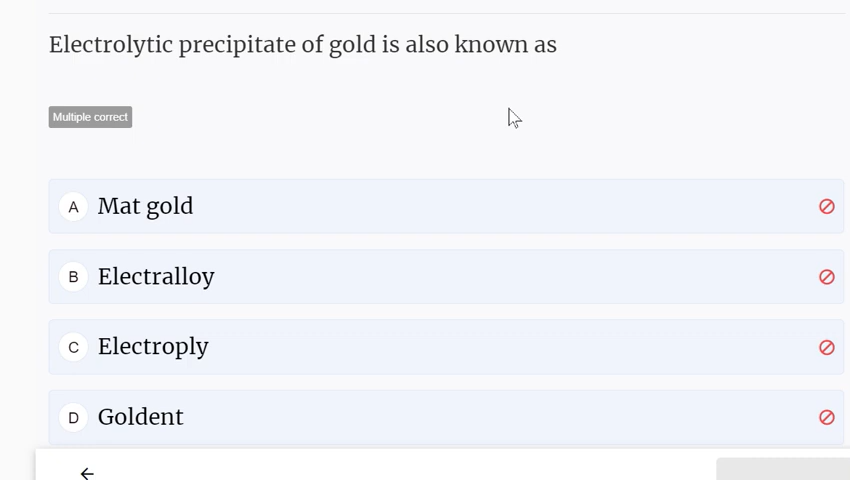 Electrolytic precipitate of gold is also known as
Multiple correct
A Mat gold
B Electralloy
C Electroply
D Goldent